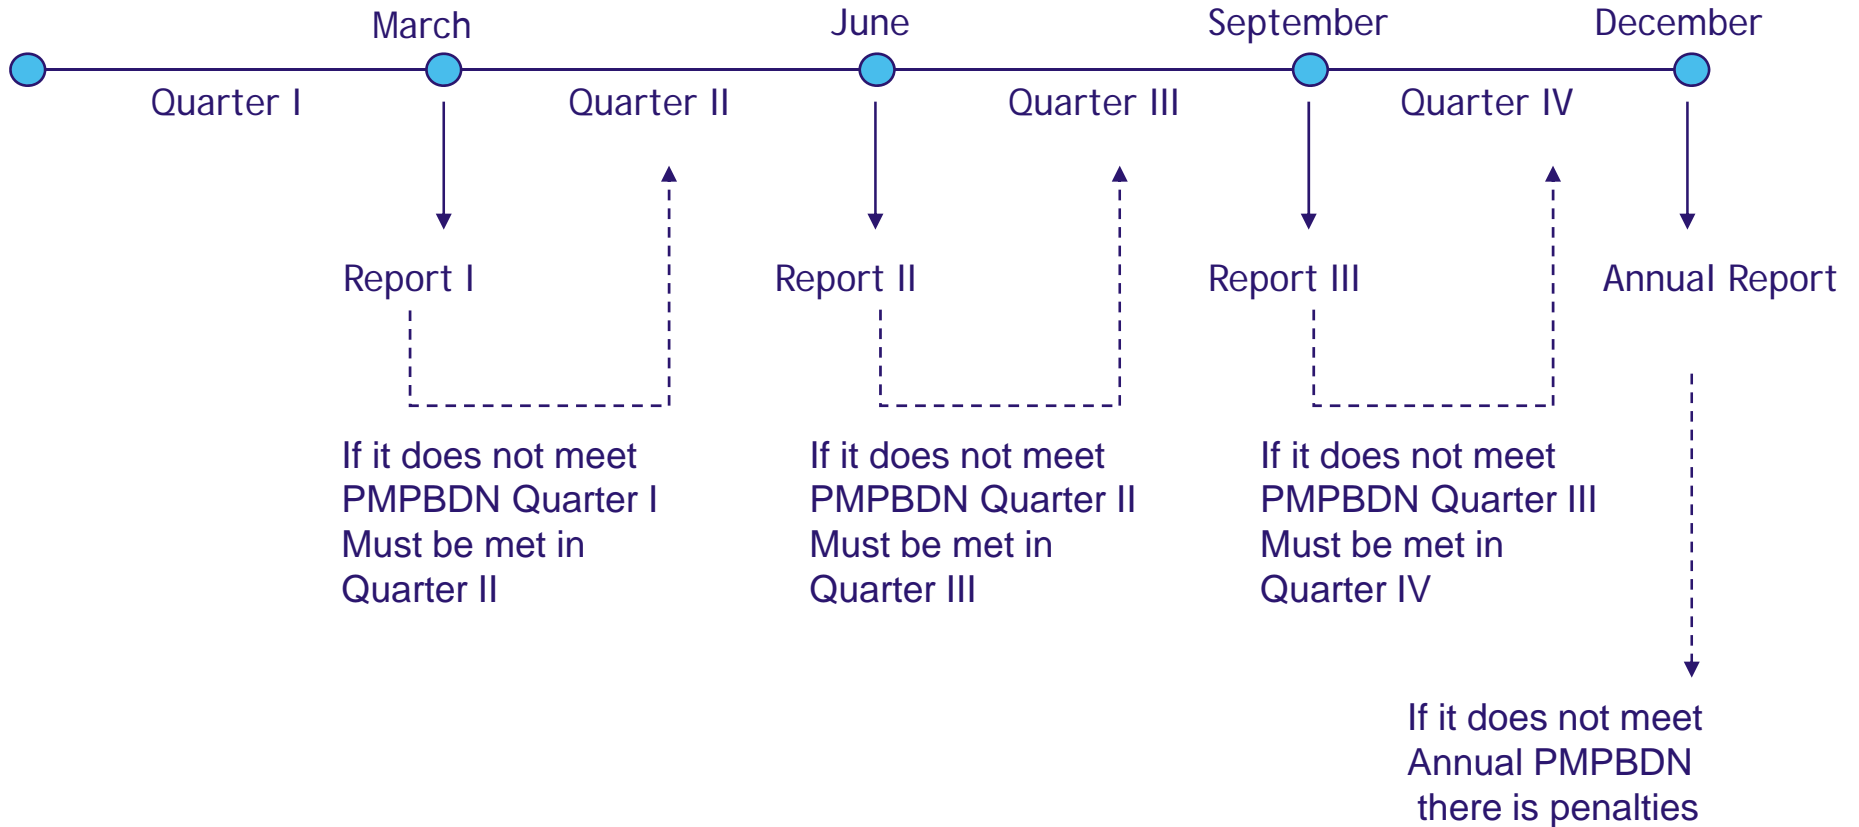 March
June
September
December
Quarter I
Quarter II
Quarter III
Quarter IV
Report I
Report II
Report III
Annual Report
If it does not meet
PMPBDN Quarter I
Must be met in
Quarter II
If it does not meet
PMPBDN Quarter II
Must be met in
Quarter III
If it does not meet
PMPBDN Quarter III
Must be met in
Quarter IV
If it does not meet
Annual PMPBDN
there is penalties